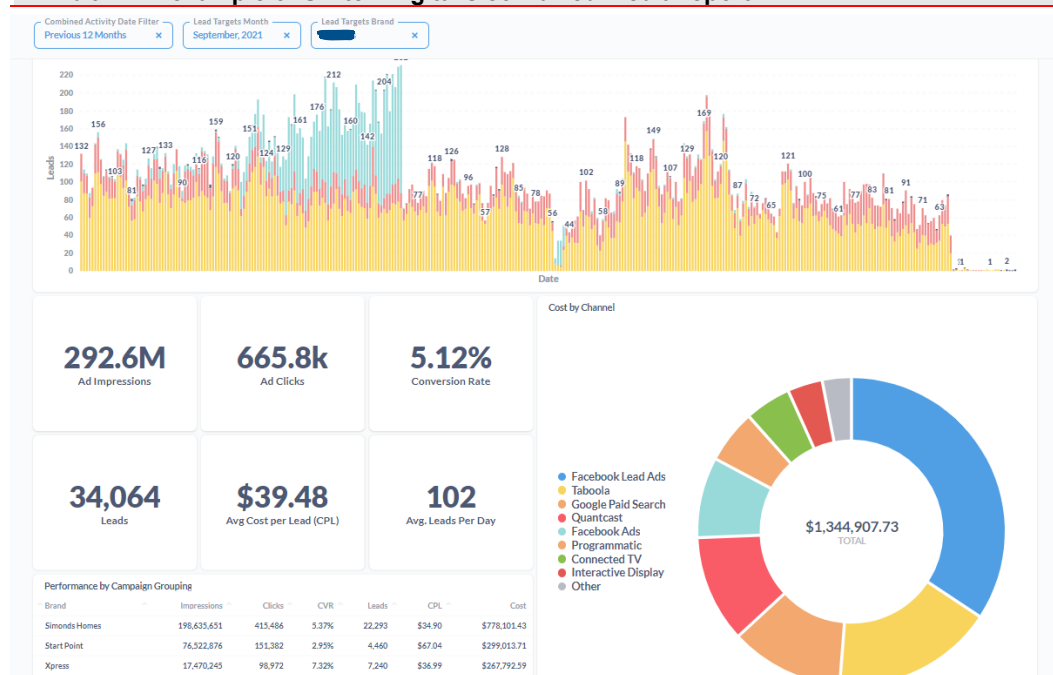 Combined Activity Date Filter
Lead Targets Month
Lead Targets Brand
Previous 12 Months ×
September, 2021 ×
×
Leads
220
200
180
160
140
120
100
80
60
40
20
0
132
156
103
81
127
133
90
116
159
120
151
124
129
161
176
212
160
142
204
77
118
126
96
57
128
85
78
56
44
102
58
89
118
149
107
129
169
120
87
72
65
121
100
75
61
77
83
81
91
71
63
1
1
2
Date
292.6M
Ad Impressions
665.8k
Ad Clicks
5.12%
Conversion Rate
34,064
Leads
$39.48
Avg Cost per Lead (CPL)
102
Avg. Leads Per Day
Cost by Channel
Facebook Lead Ads
Taboola
Google Paid Search
Quantcast
Facebook Ads
Programmatic
Connected TV
Interactive Display
Other
$1,344,907.73
TOTAL
Performance by Campaign Grouping
Brand Impressions Clicks CVR Leads CPL Cost
Simonds Homes 198,635,651 415,486 5.37% 22,293 $34.90 $778,101.43
Start Point 76,522,876 151,382 2.95% 4,460 $67.04 $299,013.71
Xpress 17,470,245 98,972 7.32% 7,240 $36.99 $267,792.59